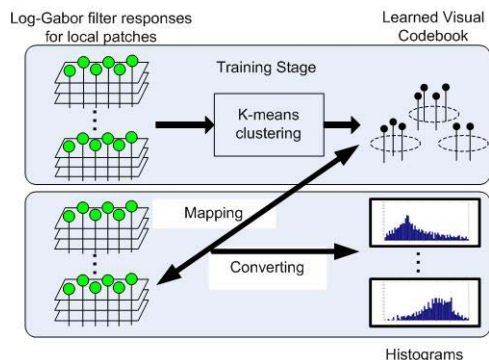 Log-Gabor filter responses
for local patches
Learned Visual
Codebook
Training Stage
K-means
clustering
Mapping
Converting
Histograms